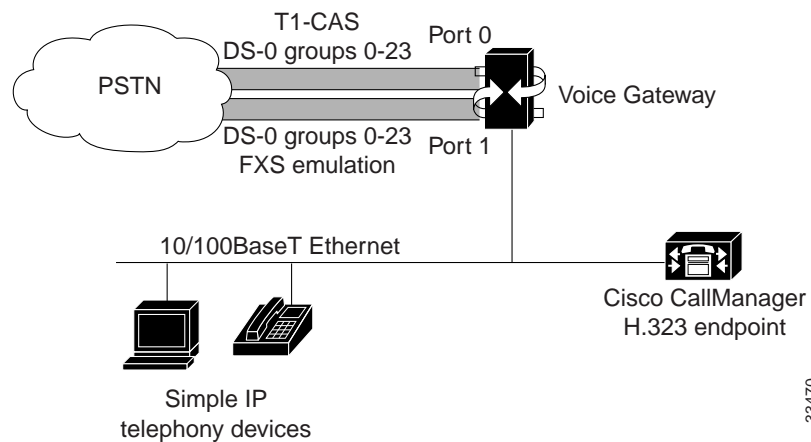 T1-CAS
DS-0 groups 0-23
Port 0
PSTN
Voice Gateway
DS-0 groups 0-23
FXS emulation
Port 1
10/100BaseT Ethernet
Cisco CallManager
H.323 endpoint
Simple IP
telephony devices
33470